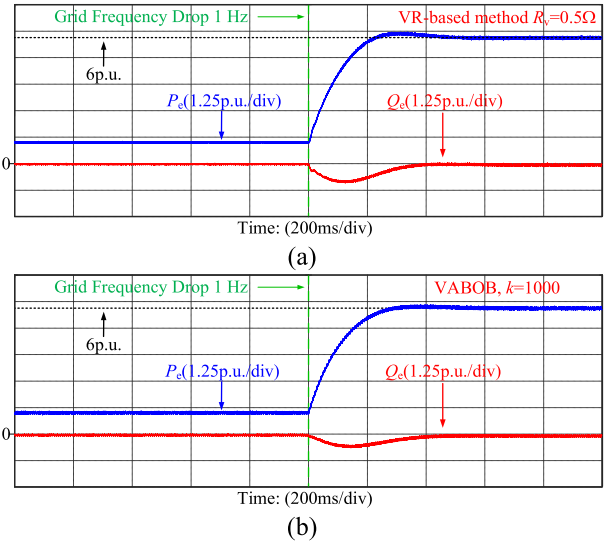 Grid Frequency Drop 1 Hz VR-based method Rv=0.5Ω
6p.u.
Pe(1.25p.u./div) Qe(1.25p.u./div)
0
Time: (200ms/div)
(a)
Grid Frequency Drop 1 Hz VABOB, k=1000
6p.u.
Pe(1.25p.u./div) Qe(1.25p.u./div)
0
Time: (200ms/div)
(b)